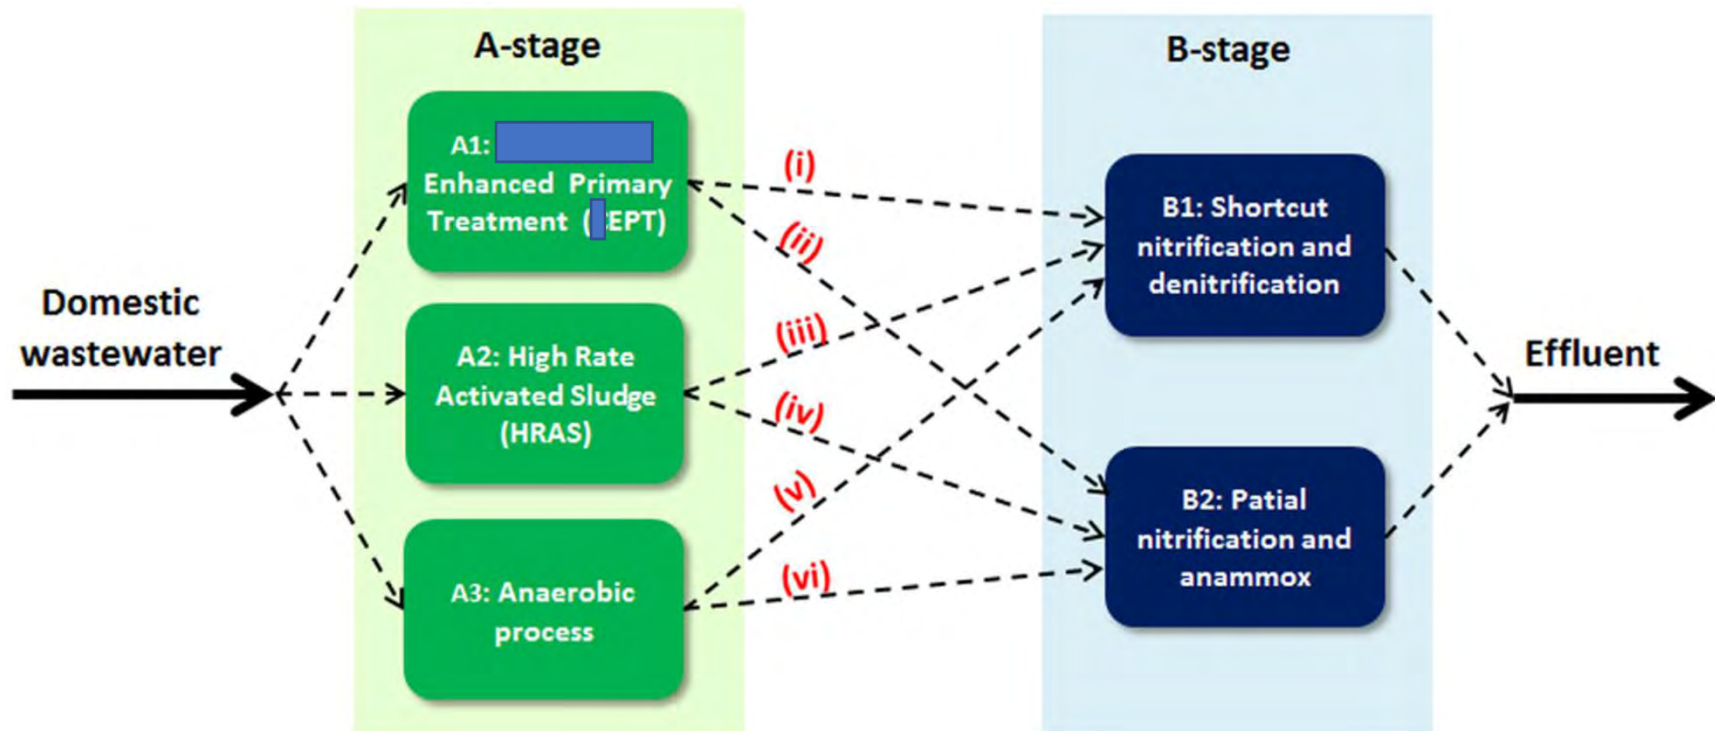 A-stage
B-stage
A1:
Enhanced Primary
Treatment (EPT)
(i)
B1: Shortcut
nitrification and
denitrification
(ii)
Domestic
wastewater
A2: High Rate
Activated Sludge
(HRAS)
(iii)
Effluent
(iv)
(v)
B2: Patial
nitrification and
anammox
A3: Anaerobic
process
(vi)